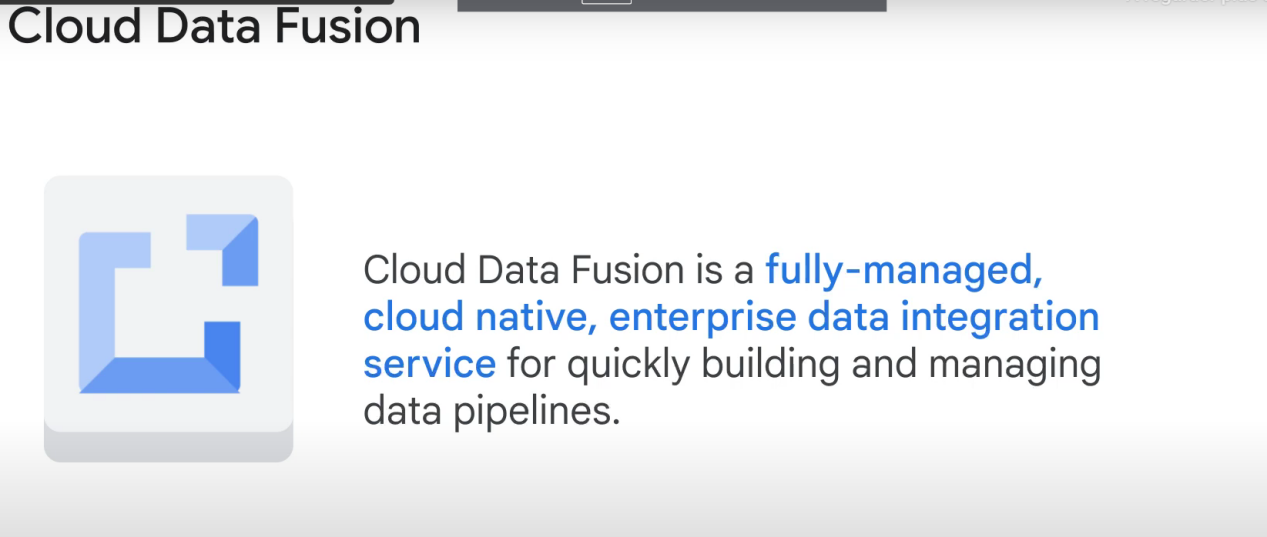 Cloud Data Fusion
Cloud Data Fusion is a fully-managed,
cloud native, enterprise data integration
service for quickly building and managing
data pipelines.